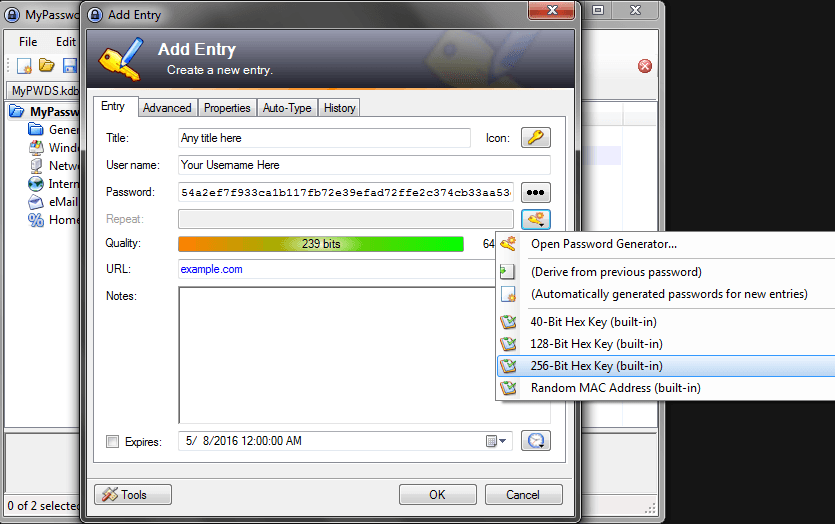 MyPasswo
Add Entry
File Edit
MyPWDS.kdb
MyPassw
Gener
Windo
Netwo
Intern
eMail
Home
0 of 2 selected
Add Entry
Create a new entry.
Entry Advanced Properties Auto-Type History
Title: Any title here Icon:
User name: Your Username Here
Password: 54a2ef7f933ca1b117fb72e39efad72ffe2c374cb33aa53
Repeat:
Quality: 239 bits 64
URL: example.com
Notes:
Expires: 5/ 8/2016 12:00:00 AM
Tools OK Cancel
Open Password Generator...
(Derive from previous password)
(Automatically generated passwords for new entries)
40-Bit Hex Key (built-in)
128-Bit Hex Key (built-in)
256-Bit Hex Key (built-in)
Random MAC Address (built-in)